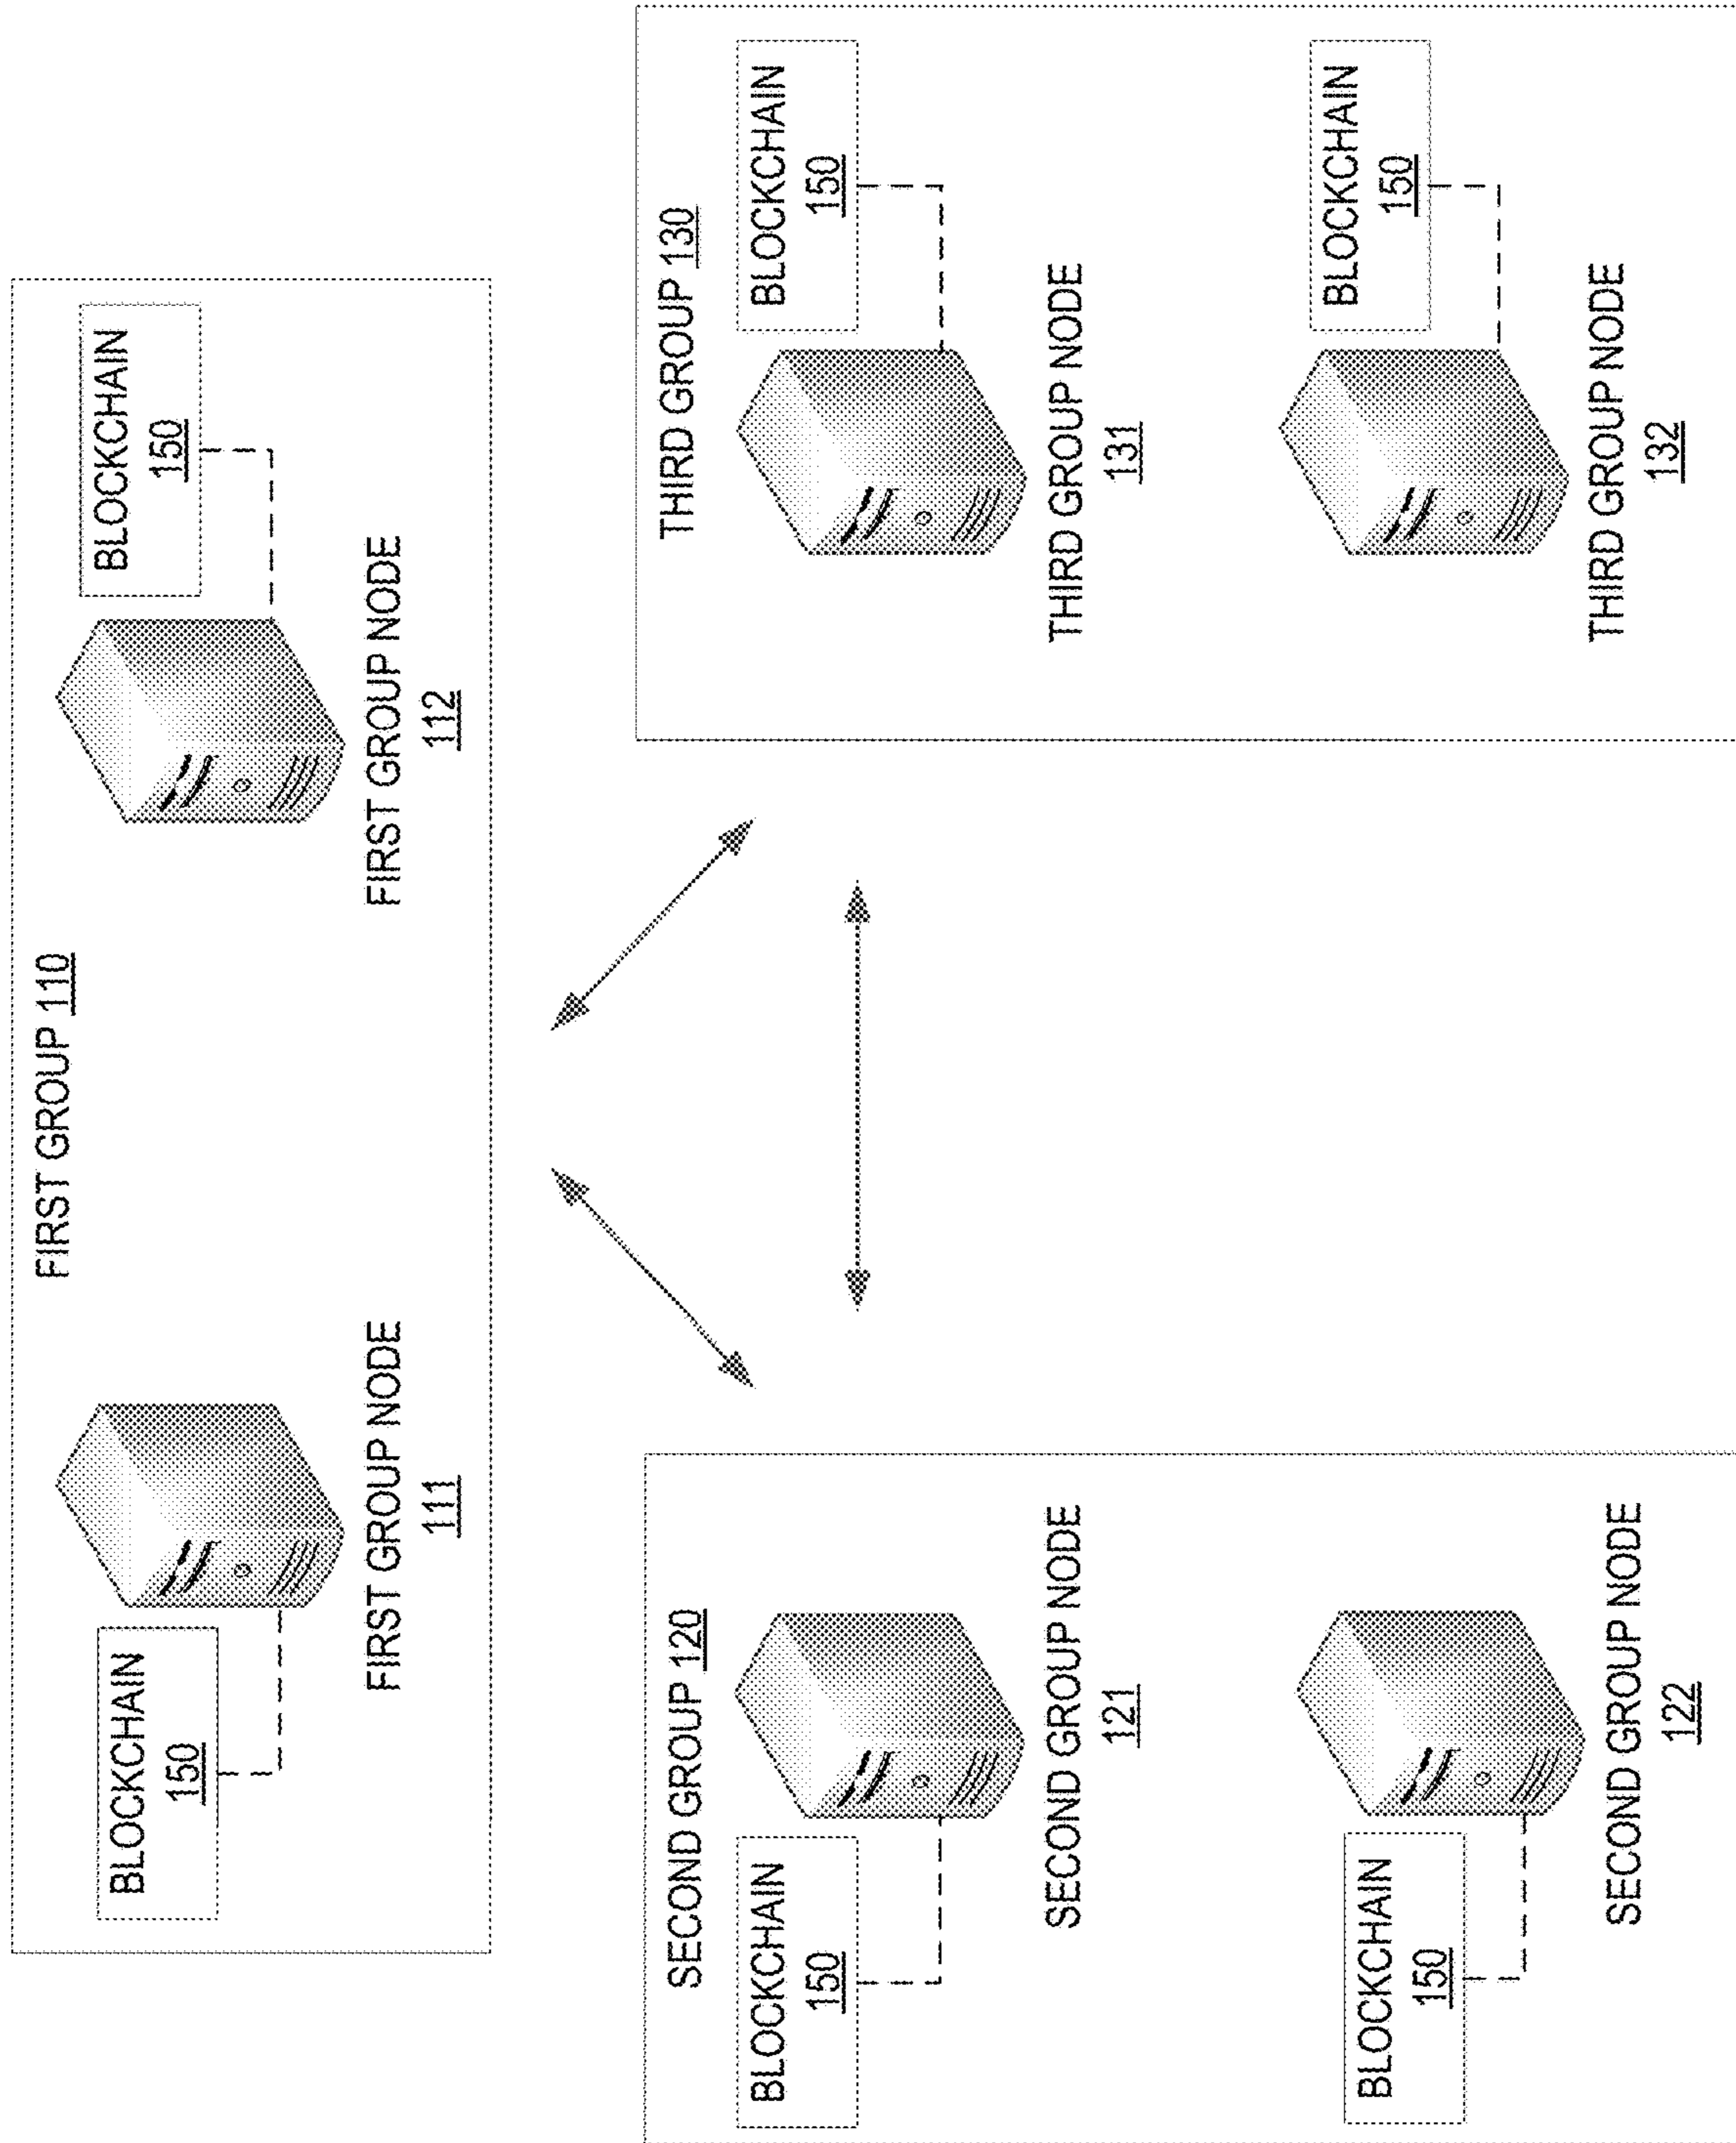 FIRST GROUP 110
BLOCKCHAIN
150
FIRST GROUP NODE
111
BLOCKCHAIN
150
FIRST GROUP NODE
112
SECOND GROUP 120
BLOCKCHAIN
150
SECOND GROUP NODE
121
BLOCKCHAIN
150
SECOND GROUP NODE
122
THIRD GROUP 130
BLOCKCHAIN
150
THIRD GROUP NODE
131
BLOCKCHAIN
150
THIRD GROUP NODE
132